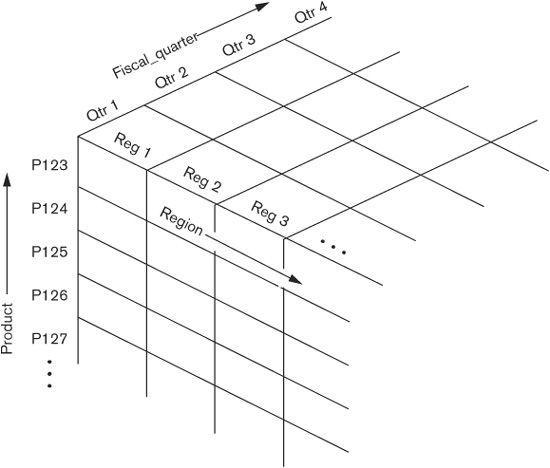 Fiscal_quarter
Qtr 1
Qtr 2
Qtr 3
Qtr 4
Reg 1
Reg 2
Reg 3
...
Region
Product
P123
P124
P125
P126
P127